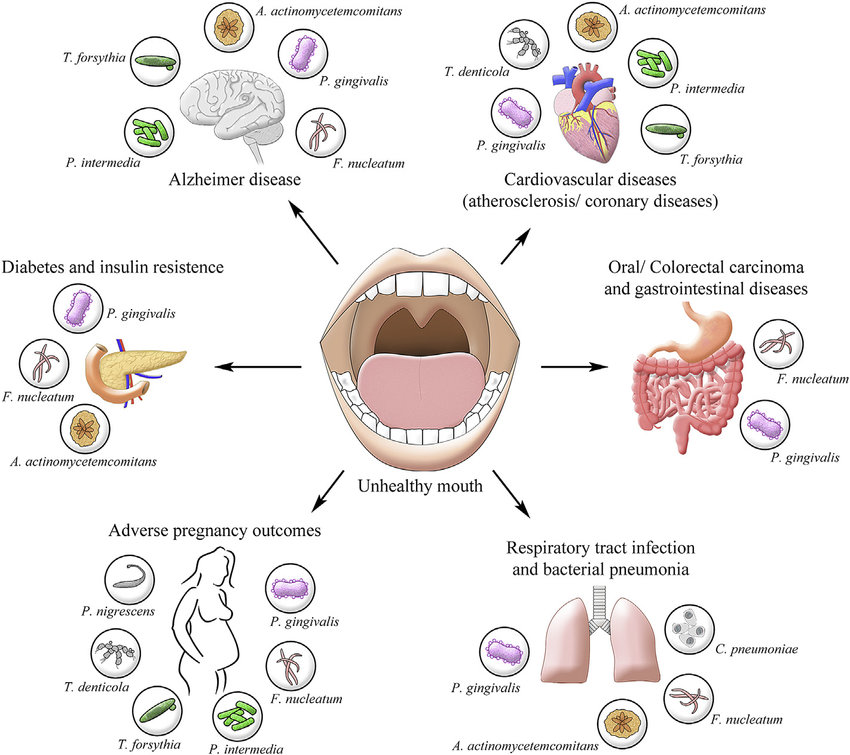 A. actinomycetemcomitans
T. forsythia
P. gingivalis
P. intermedia
F. nucleatum
Alzheimer disease
A. actinomycetemcomitans
T. denticola
P. intermedia
P. gingivalis
T. forsythia
Cardiovascular diseases
(atherosclerosis/ coronary diseases)
Diabetes and insulin resistence
P. gingivalis
F. nucleatum
A. actinomycetemcomitans
Oral/ Colorectal carcinoma
and gastrointestinal diseases
F. nucleatum
P. gingivalis
Unhealthy mouth
Adverse pregnancy outcomes
P. nigrescens
P. gingivalis
T. denticola
F. nucleatum
T. forsythia
P. intermedia
Respiratory tract infection
and bacterial pneumonia
C. pneumoniae
P. gingivalis
F. nucleatum
A. actinomycetemcomitans